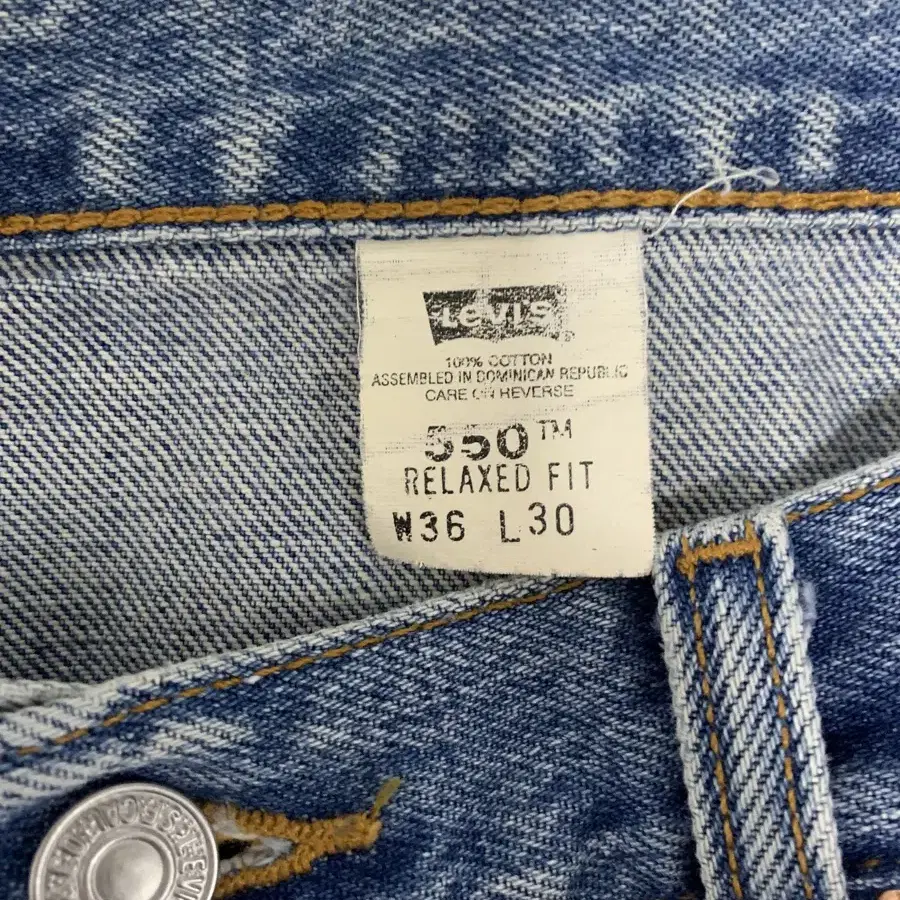 LEVI'S
100% COTTON
ASSEMBLED IN DOMINICAN REPUBLIC
CARE ON REVERSE
550™
RELAXED FIT
W36 L30